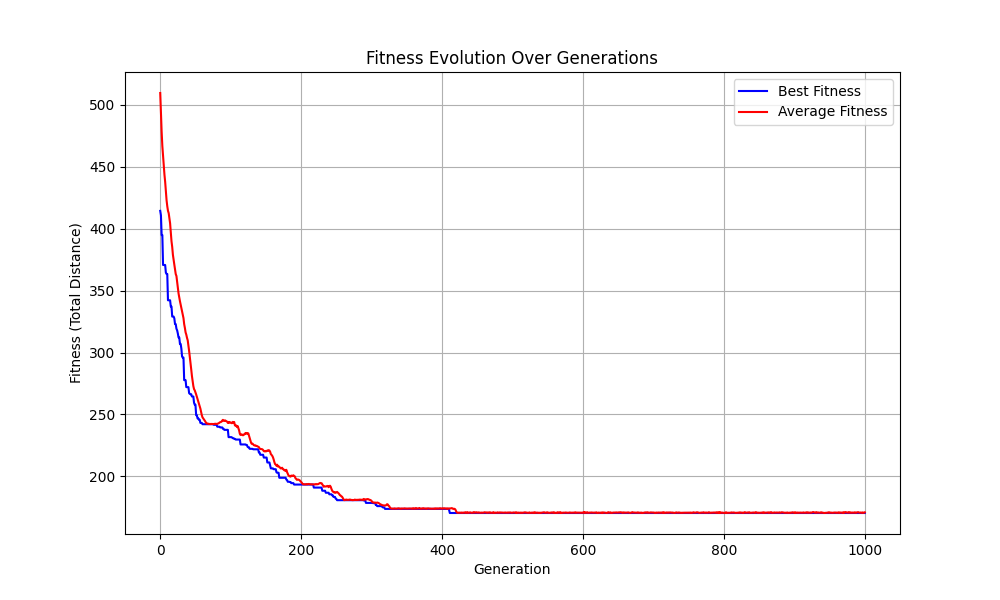 Fitness Evolution Over Generations
Best Fitness
Average Fitness
Fitness (Total Distance)
500
450
400
350
300
250
200
0 200 400 600 800 1000
Generation